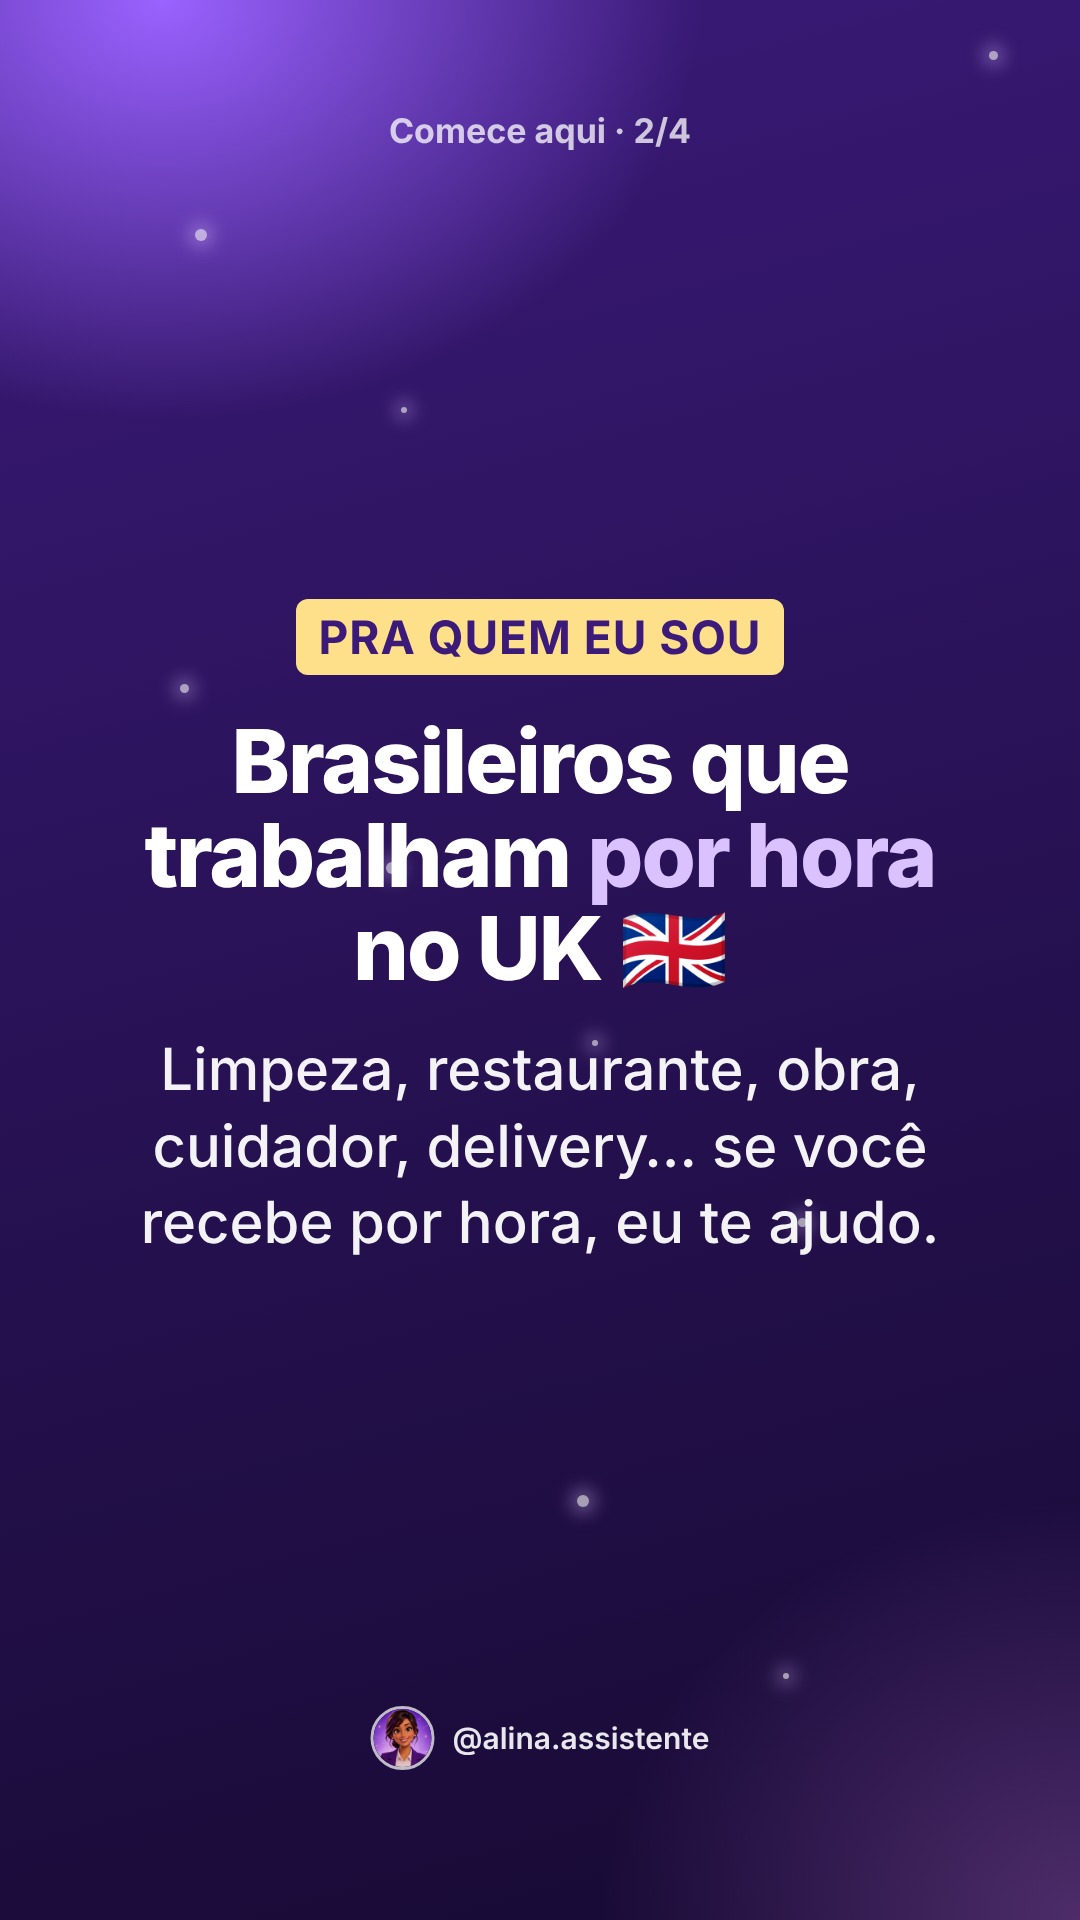 Comece aqui · 2/4
PRA QUEM EU SOU
Brasileiros que
trabalham por hora
no UK 🇬🇧
Limpeza, restaurante, obra,
cuidador, delivery... se você
recebe por hora, eu te ajudo.
@alina.assistente